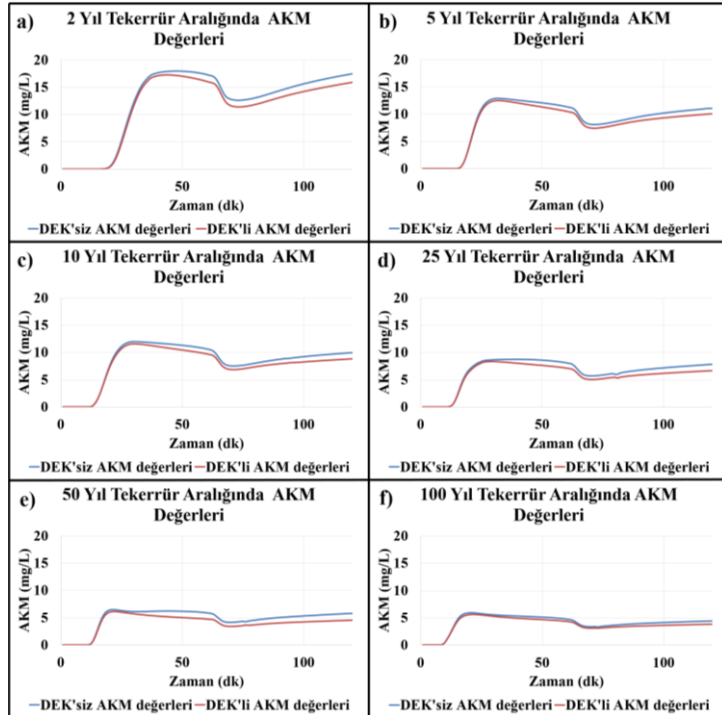 a) 2 Yıl Tekerrür Aralığında AKM
Değerleri
AKM (mg/L)
20
15
10
5
0
0 50 100
Zaman (dk)
DEK'siz AKM değerleri DEK'li AKM değerleri
b) 5 Yıl Tekerrür Aralığında AKM
Değerleri
AKM (mg/L)
20
15
10
5
0
0 50 100
Zaman (dk)
DEK'siz AKM değerleri DEK'li AKM değerleri
c) 10 Yıl Tekerrür Aralığında AKM
Değerleri
AKM (mg/L)
20
15
10
5
0
0 50 100
Zaman (dk)
DEK'siz AKM değerleri DEK'li AKM değerleri
d) 25 Yıl Tekerrür Aralığında AKM
Değerleri
AKM (mg/L)
20
15
10
5
0
0 50 100
Zaman (dk)
DEK'siz AKM değerleri DEK'li AKM değerleri
e) 50 Yıl Tekerrür Aralığında AKM
Değerleri
AKM (mg/L)
20
15
10
5
0
0 50 100
Zaman (dk)
DEK'siz AKM değerleri DEK'li AKM değerleri
f) 100 Yıl Tekerrür Aralığında AKM
Değerleri
AKM (mg/L)
20
15
10
5
0
0 50 100
Zaman (dk)
DEK'siz AKM değerleri DEK'li AKM değerleri